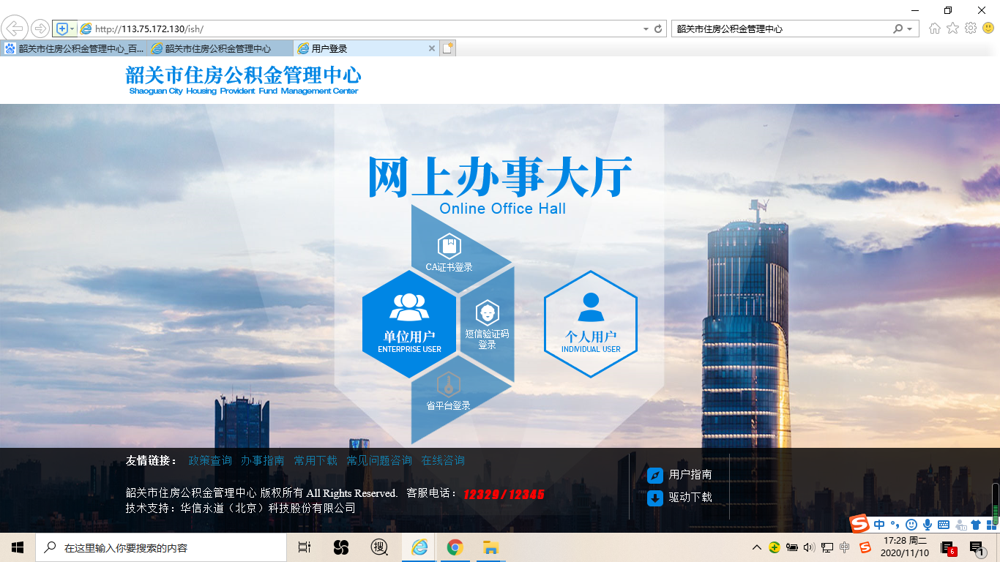 http://113.75.172.130/ish/
韶关市住房公积金管理中心
韶关市住房公积金管理中心_百...
韶关市住房公积金管理中心
用户登录
韶关市住房公积金管理中心
Shaoguan City Housing Provident Fund Management Center
网上办事大厅
Online Office Hall
CA证书登录
单位用户
ENTERPRISE USER
短信验证码
登录
个人用户
INDIVIDUAL USER
省平台登录
友情链接： 政策查询 办事指南 常用下载 常见问题咨询 在线咨询
用户指南
韶关市住房公积金管理中心 版权所有 All Rights Reserved. 客服电话：12329/12345
驱动下载
技术支持：华信永道（北京）科技股份有限公司
中
在这里输入你要搜索的内容
搜
中
17:28 周二
2020/11/10
6
1